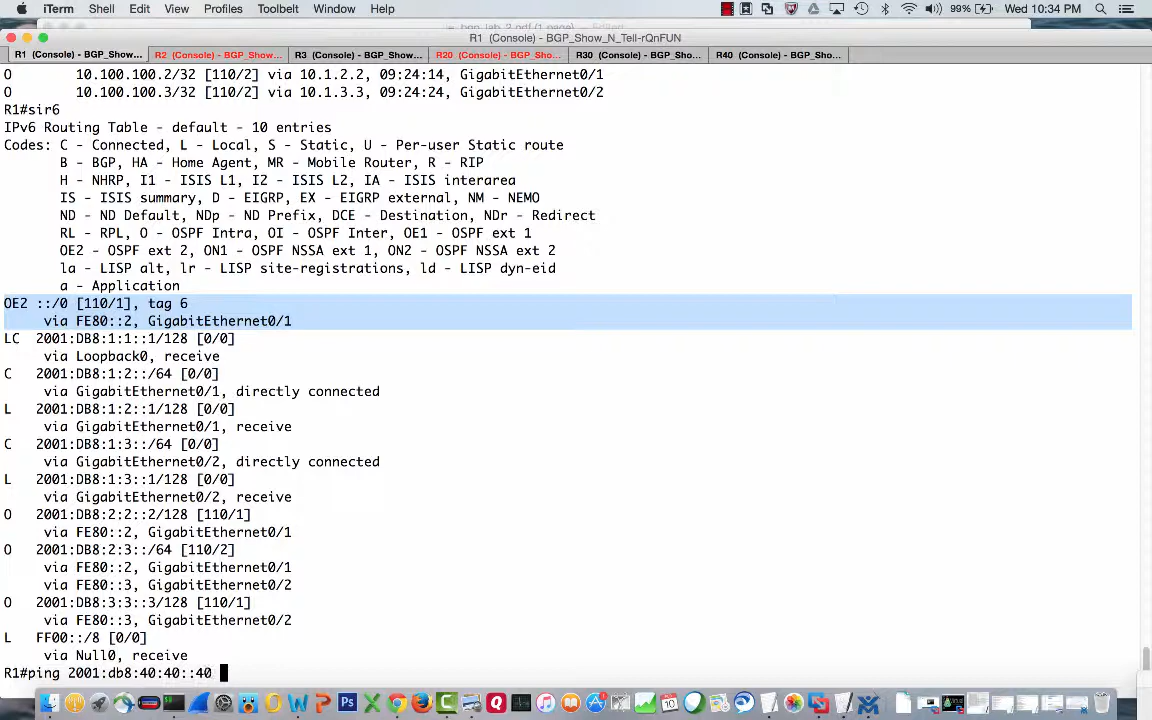 iTerm Shell Edit View Profiles Toolbelt Window Help 99% Wed 10:34 PM
R1 (Console) - BGP_Show_N_Tell-rQnFUN
R1 (Console) - BGP_Show... R2 (Console) - BGP_Show... R3 (Console) - BGP_Show... R20 (Console) - BGP_Sho... R30 (Console) - BGP_Sho... R40 (Console) - BGP_Sho...
O 10.100.100.2/32 [110/2] via 10.1.2.2, 09:24:14, GigabitEthernet0/1
O 10.100.100.3/32 [110/2] via 10.1.3.3, 09:24:24, GigabitEthernet0/2
R1#sir6
IPv6 Routing Table - default - 10 entries
Codes: C - Connected, L - Local, S - Static, U - Per-user Static route
B - BGP, HA - Home Agent, MR - Mobile Router, R - RIP
H - NHRP, I1 - ISIS L1, I2 - ISIS L2, IA - ISIS interarea
IS - ISIS summary, D - EIGRP, EX - EIGRP external, NM - NEMO
ND - ND Default, NDp - ND Prefix, DCE - Destination, NDr - Redirect
RL - RPL, O - OSPF Intra, OI - OSPF Inter, OE1 - OSPF ext 1
OE2 - OSPF ext 2, ON1 - OSPF NSSA ext 1, ON2 - OSPF NSSA ext 2
la - LISP alt, lr - LISP site-registrations, ld - LISP dyn-eid
a - Application
OE2 ::/0 [110/1], tag 6
via FE80::2, GigabitEthernet0/1
LC 2001:DB8:1:1::1/128 [0/0]
via Loopback0, receive
C 2001:DB8:1:2::/64 [0/0]
via GigabitEthernet0/1, directly connected
L 2001:DB8:1:2::1/128 [0/0]
via GigabitEthernet0/1, receive
C 2001:DB8:1:3::/64 [0/0]
via GigabitEthernet0/2, directly connected
L 2001:DB8:1:3::1/128 [0/0]
via GigabitEthernet0/2, receive
O 2001:DB8:2:2::2/128 [110/1]
via FE80::2, GigabitEthernet0/1
O 2001:DB8:2:3::/64 [110/2]
via FE80::2, GigabitEthernet0/1
via FE80::3, GigabitEthernet0/2
O 2001:DB8:3:3::3/128 [110/1]
via FE80::3, GigabitEthernet0/2
L FF00::/8 [0/0]
via Null0, receive
R1#ping 2001:db8:40:40::40